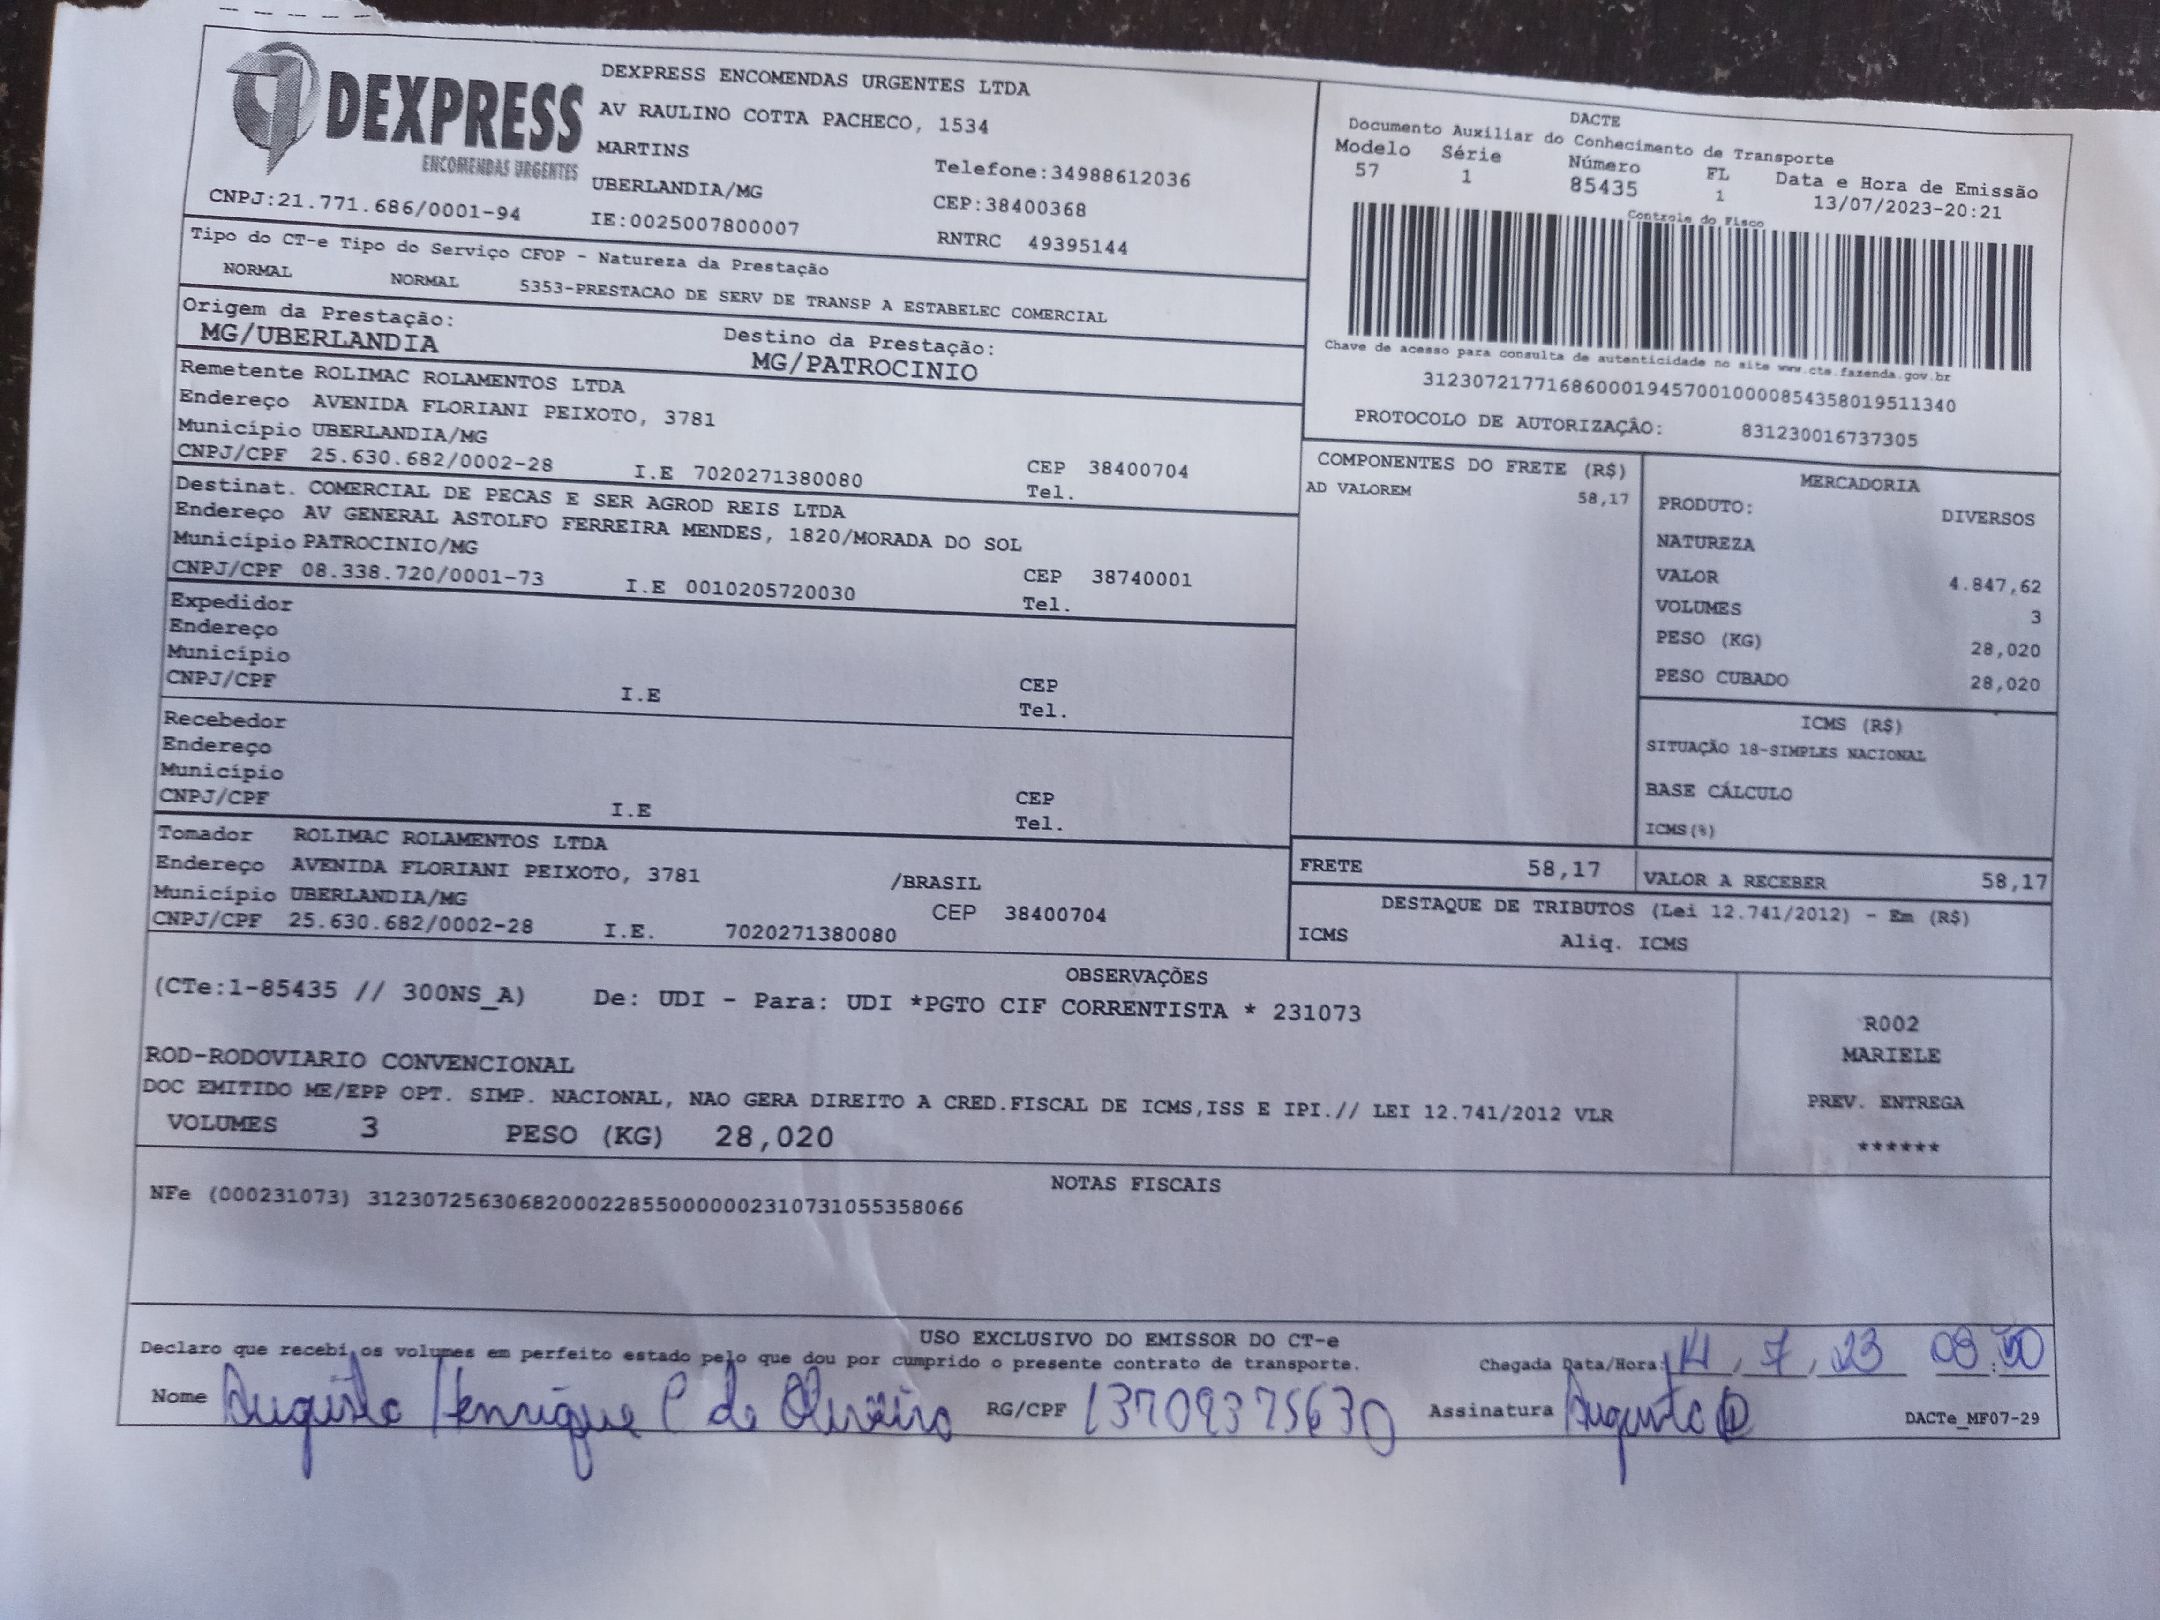 DEXPRESS
ENCOMENDAS URGENTES
CNPJ:21.771.686/0001-94
DEXPRESS ENCOMENDAS URGENTES LTDA
AV RAULINO COTTA PACHECO, 1534
MARTINS
UBERLANDIA/MG
IE:0025007800007
Telefone:34988612036
CEP:38400368
RNTRC 49395144
DACTE
Documento Auxiliar do Conhecimento de Transporte
Modelo Série Número FL Data e Hora de Emissão
57 1 85435 1 13/07/2023-20:21
Controle do Fisco
Chave de acesso para consulta de autenticidade no site www.cte.fazenda.gov.br
31230721771686000194570010000854358019511340
PROTOCOLO DE AUTORIZAÇÃO: 831230016737305
Tipo do CT-e Tipo do Serviço CFOP - Natureza da Prestação
NORMAL NORMAL 5353-PRESTACAO DE SERV DE TRANSP A ESTABELEC COMERCIAL
Origem da Prestação: Destino da Prestação:
MG/UBERLANDIA MG/PATROCINIO
Remetente ROLIMAC ROLAMENTOS LTDA
Endereço AVENIDA FLORIANI PEIXOTO, 3781
Município UBERLANDIA/MG CEP 38400704
CNPJ/CPF 25.630.682/0002-28 I.E 7020271380080 Tel.
Destinat. COMERCIAL DE PECAS E SER AGROD REIS LTDA
Endereço AV GENERAL ASTOLFO FERREIRA MENDES, 1820/MORADA DO SOL
Município PATROCINIO/MG CEP 38740001
CNPJ/CPF 08.338.720/0001-73 I.E 0010205720030 Tel.
Expedidor
Endereço
Município CEP
CNPJ/CPF I.E Tel.
Recebedor
Endereço
Município CEP
CNPJ/CPF I.E Tel.
Tomador ROLIMAC ROLAMENTOS LTDA
Endereço AVENIDA FLORIANI PEIXOTO, 3781 /BRASIL
Município UBERLANDIA/MG CEP 38400704
CNPJ/CPF 25.630.682/0002-28 I.E. 7020271380080
COMPONENTES DO FRETE (R$)
AD VALOREM 58,17
MERCADORIA
PRODUTO: DIVERSOS
NATUREZA
VALOR 4.847,62
VOLUMES 3
PESO (KG) 28,020
PESO CUBADO 28,020
ICMS (R$)
SITUAÇÃO 18-SIMPLES NACIONAL
BASE CÁLCULO
ICMS(%)
FRETE 58,17 VALOR A RECEBER 58,17
DESTAQUE DE TRIBUTOS (Lei 12.741/2012) - Em (R$)
ICMS Aliq. ICMS
OBSERVAÇÕES
(CTe:1-85435 // 300NS_A) De: UDI - Para: UDI *PGTO CIF CORRENTISTA * 231073
ROD-RODOVIARIO CONVENCIONAL
DOC EMITIDO ME/EPP OPT. SIMP. NACIONAL, NAO GERA DIREITO A CRED.FISCAL DE ICMS,ISS E IPI.// LEI 12.741/2012 VLR
VOLUMES 3 PESO (KG) 28,020
R002
MARIELE
PREV. ENTREGA
******
NOTAS FISCAIS
NFe (000231073) 31230725630682000228550000002310731055358066
USO EXCLUSIVO DO EMISSOR DO CT-e
Declaro que recebi os volumes em perfeito estado pelo que dou por cumprido o presente contrato de transporte. Chegada Data/Hora: 14, 7, 23 08:50
Nome Augusto Henrique C de Oliveira RG/CPF 13709375630 Assinatura Augusto DACTe_MF07-29